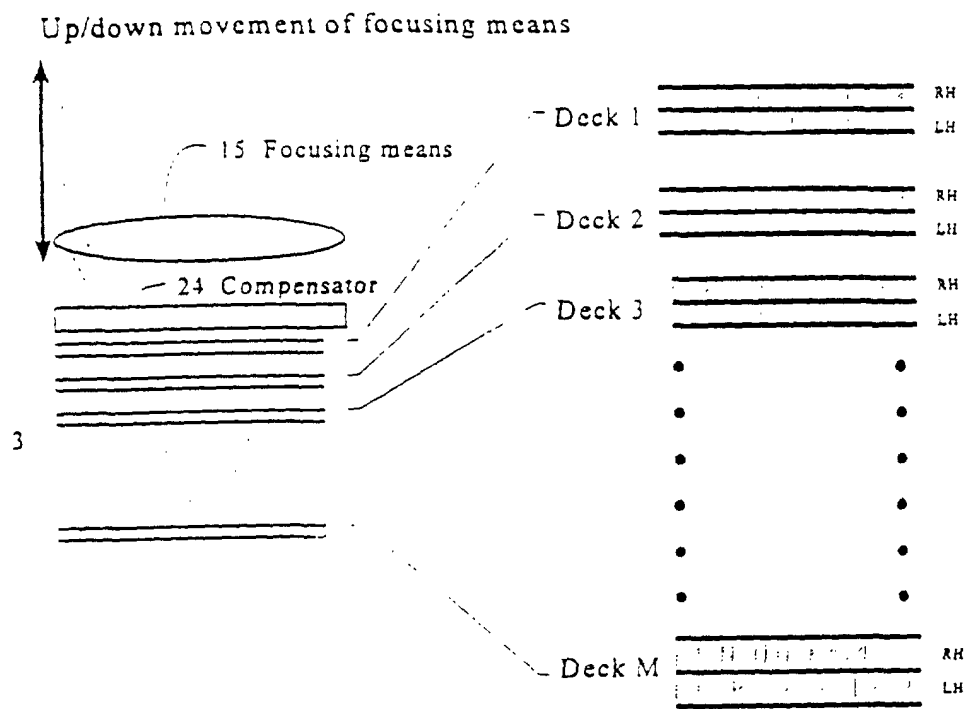 Up/down movement of focusing means
15 Focusing means
24 Compensator
3
Deck 1
RH
LH
Deck 2
RH
LH
Deck 3
RH
LH
Deck M
RH
LH